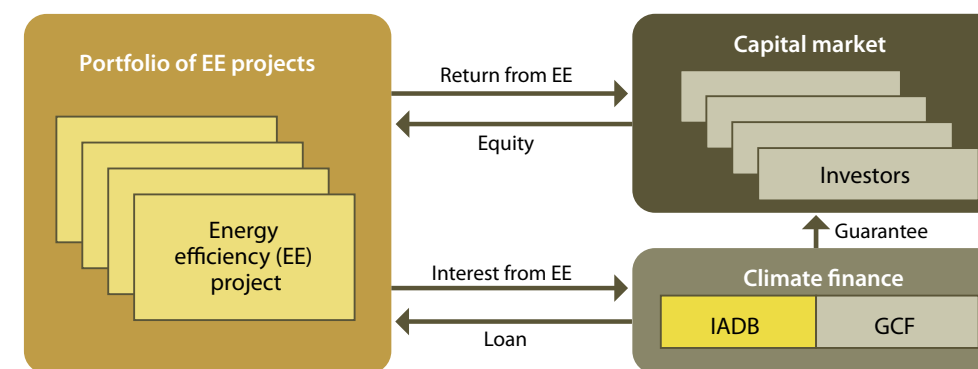 Portfolio of EE projects
Energy
efficiency (EE)
project
Return from EE
Equity
Interest from EE
Loan
Capital market
Investors
Guarantee
Climate finance
IADB
GCF